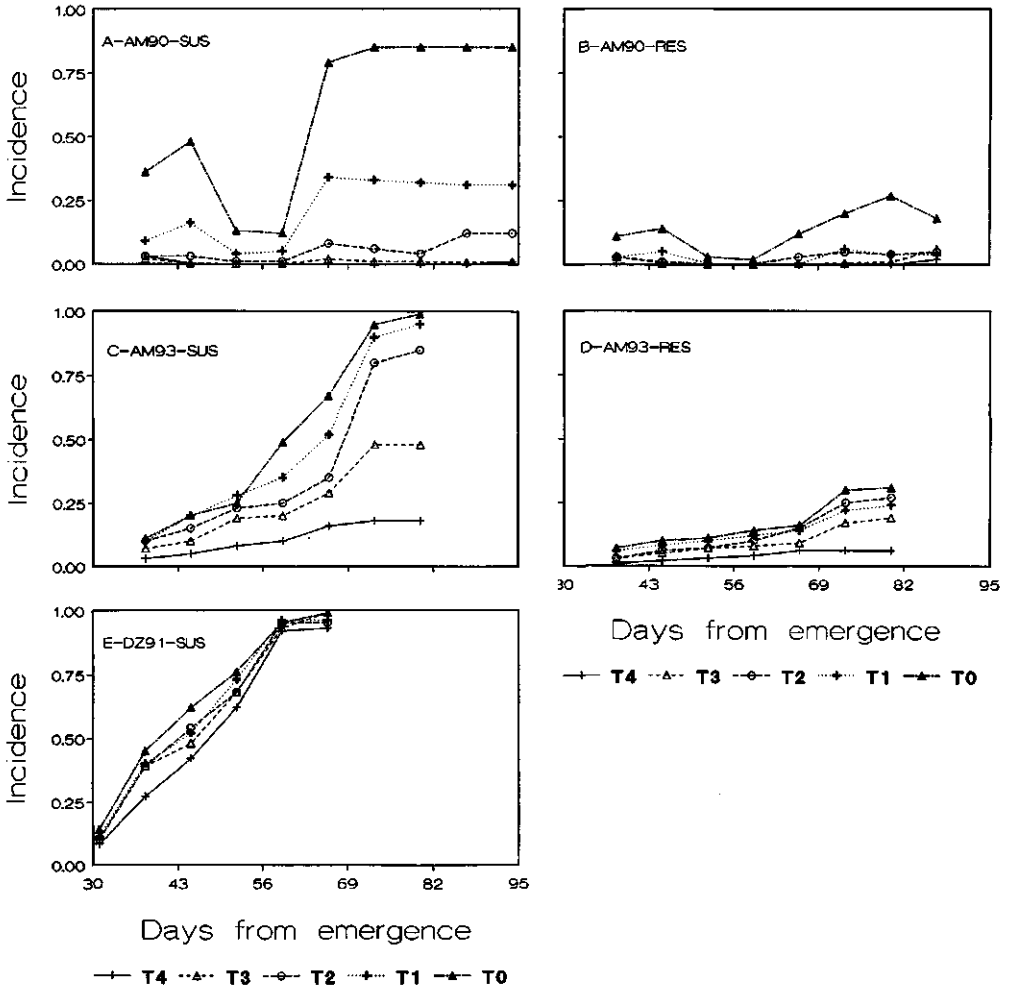 A-AM90-SUS
Incidence
1.00
0.75
0.50
0.25
0.00
B-AM90-RES
C-AM93-SUS
Incidence
1.00
0.75
0.50
0.25
0.00
D-AM93-RES
30 43 56 69 82 95
Days from emergence
T4 T3 T2 T1 T0
E-DZ91-SUS
Incidence
1.00
0.75
0.50
0.25
0.00
30 43 56 69 82 95
Days from emergence
T4 T3 T2 T1 T0